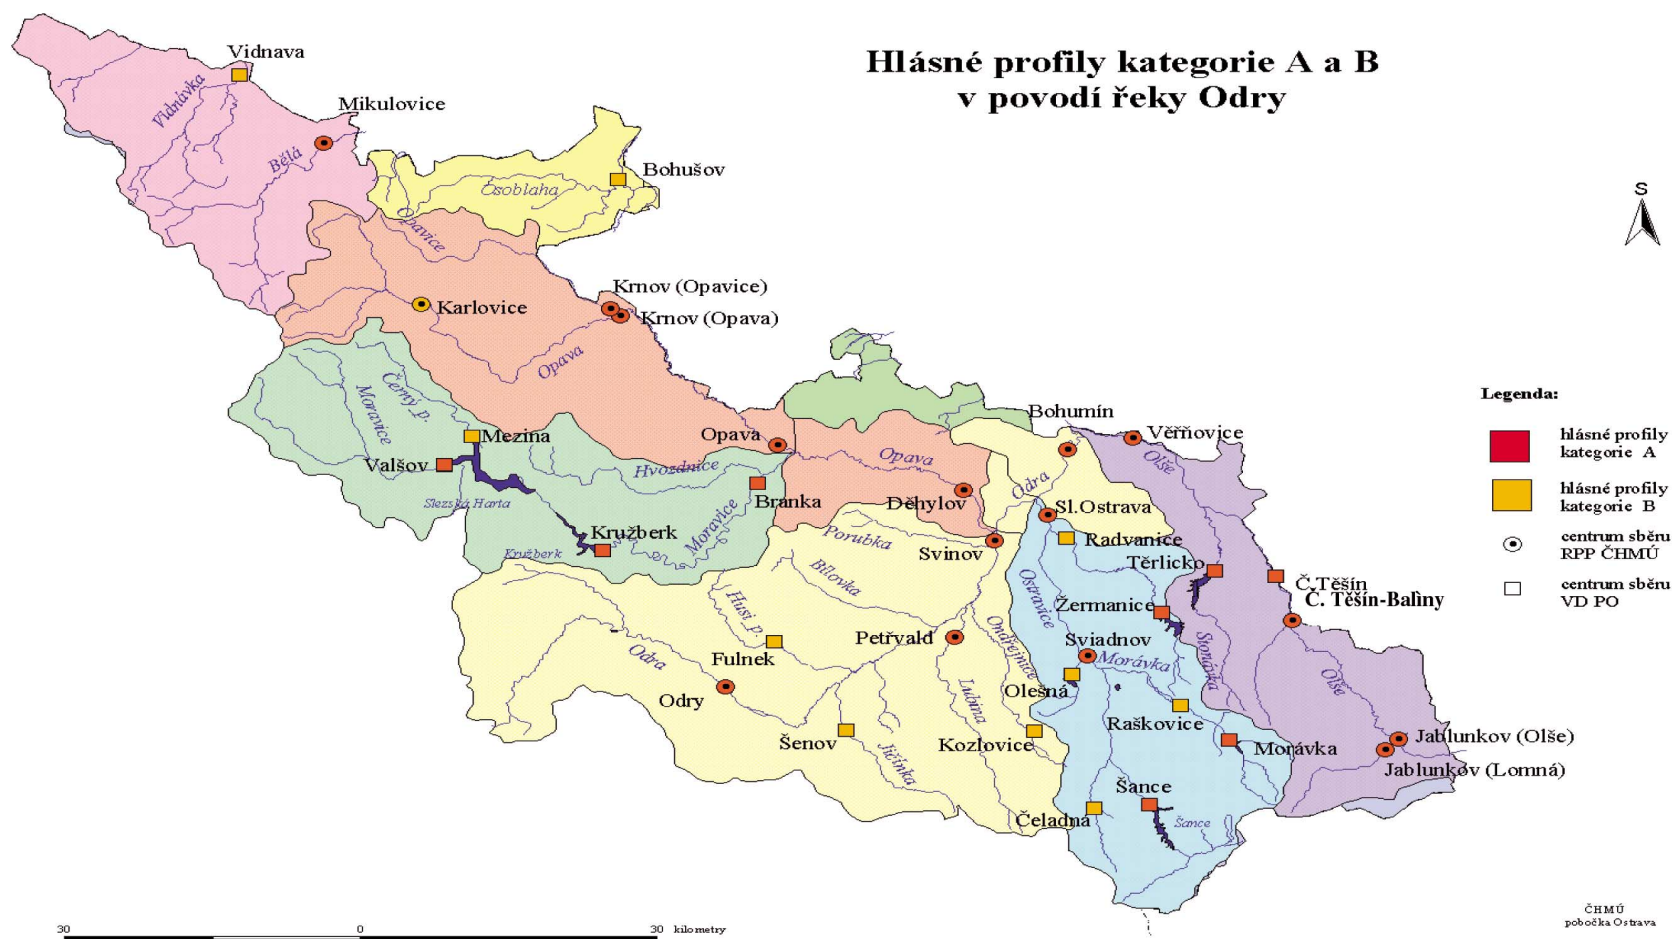 Hlásné profily kategorie A a B
v povodí řeky Odry
Vidnava
Vidnávka
Mikulovice
Bělá
Bohušov
Osoblaha
S
Opavice
Krnov (Opavice)
Karlovice
Krnov (Opava)
Opava
Černý p.
Moravice
Bohumín
Legenda:
Mezina
Opava
Věřňovice
hlásné profily
kategorie A
Valšov
Hvozdnice
Opava
Olše
Slezská Harta
Branka
Děhylov
Odra
hlásné profily
kategorie B
Sl.Ostrava
Kružberk
Moravice
Porubka
Radvanice
centrum sběru
RPP ČHMÚ
Kružberk
Svinov
Těrlicko
Bílovka
Č.Těšín
centrum sběru
VD PO
Husí p.
Ostravice
Žermanice
Č. Těšín-Balìny
Petřvald
Ondřejnice
Sviadnov
Stonávka
Fulnek
Odra
Morávka
Olše
Odry
Lubina
Olešná
Raškovice
Šenov
Jičínka
Kozlovice
Morávka
Jablunkov (Olše)
Jablunkov (Lomná)
Šance
Čeladná
Šance
30 0 30 kilometry
ČHMÚ
pobočka Ostrava